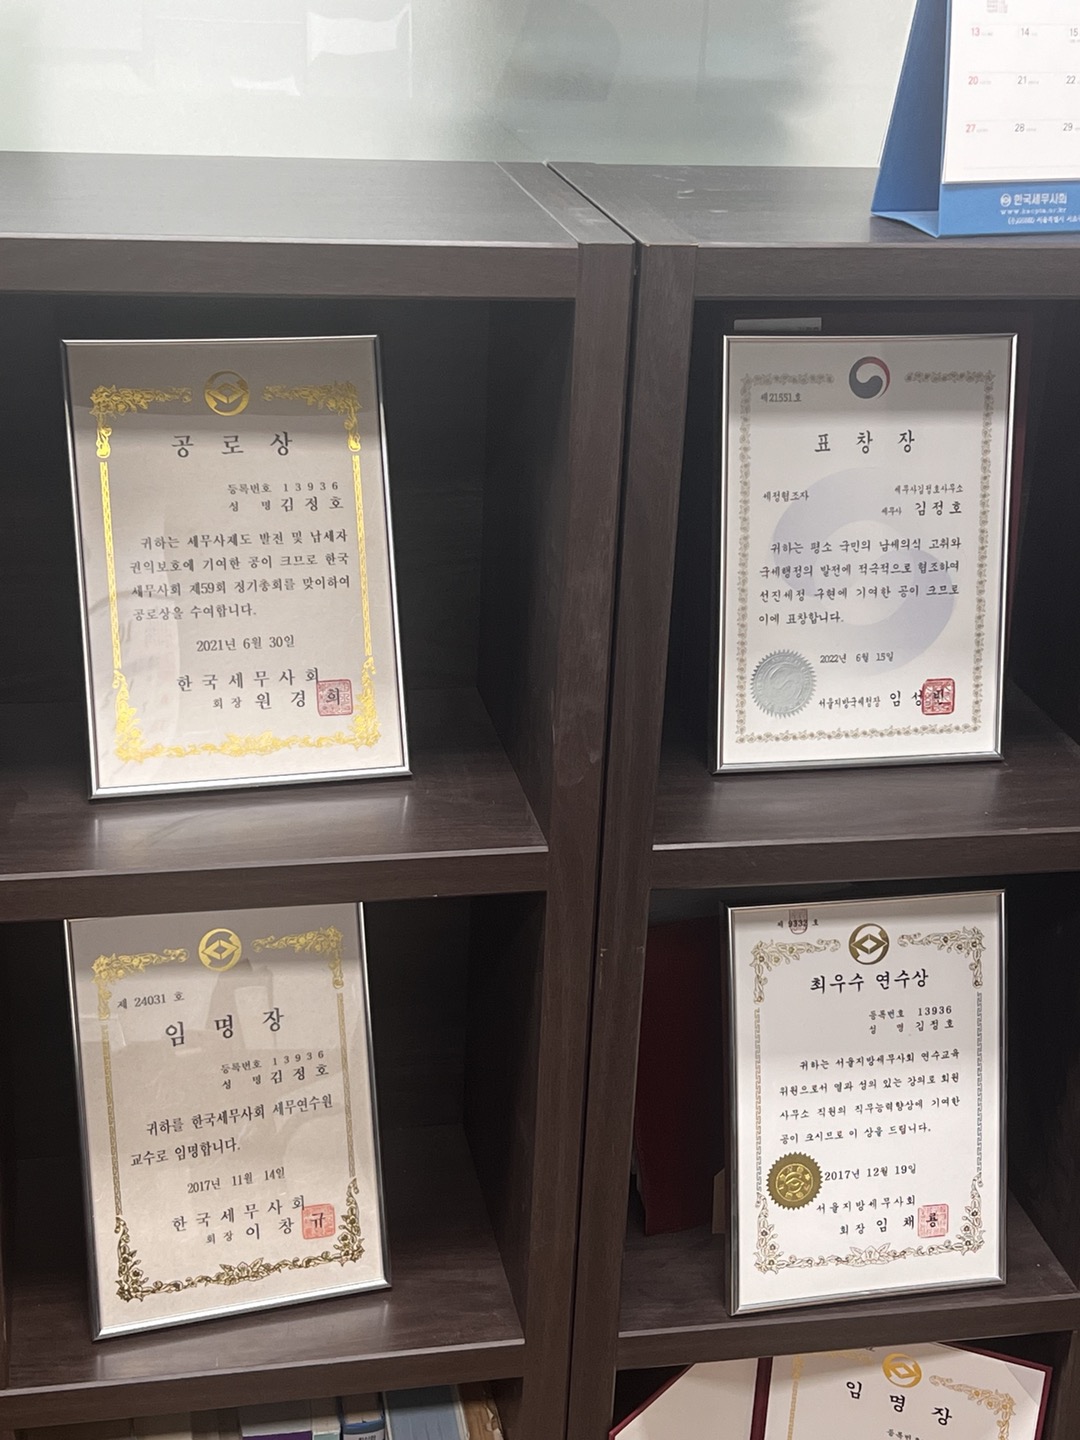 13
14
15
20
21
22
27
28
29
한국세무사회
공로상
등록번호 13936
성 명 김정호
귀하는 세무사제도 발전 및 납세자
권익보호에 기여한 공이 크므로 한국
세무사회 제59회 정기총회를 맞이하여
공로상을 수여합니다.
2021년 6월 30일
한국세무사회
회장 원경희
제21551호
표창장
세정협조자
세무사김정호사무소
세무사 김정호
귀하는 평소 국민의 납세의식 고취와
국세행정의 발전에 적극적으로 협조하여
선진세정 구현에 기여한 공이 크므로
이에 표창합니다.
2022년 6월 15일
서울지방국세청장 임성빈
제 24031 호
임명장
등록번호 13936
성 명 김정호
귀하를 한국세무사회 세무연수원
교수로 임명합니다.
2017년 11월 14일
한국세무사회
회장 이창규
제 9332 호
최우수 연수상
등록번호 13936
성 명 김정호
귀하는 서울지방세무사회 연수교육
위원으로서 열과 성의 있는 강의로 회원
사무소 직원의 직무능력향상에 기여한
공이 크시므로 이 상을 드립니다.
2017년 12월 19일
서울지방세무사회
회장 임채룡
임명장
등록번호